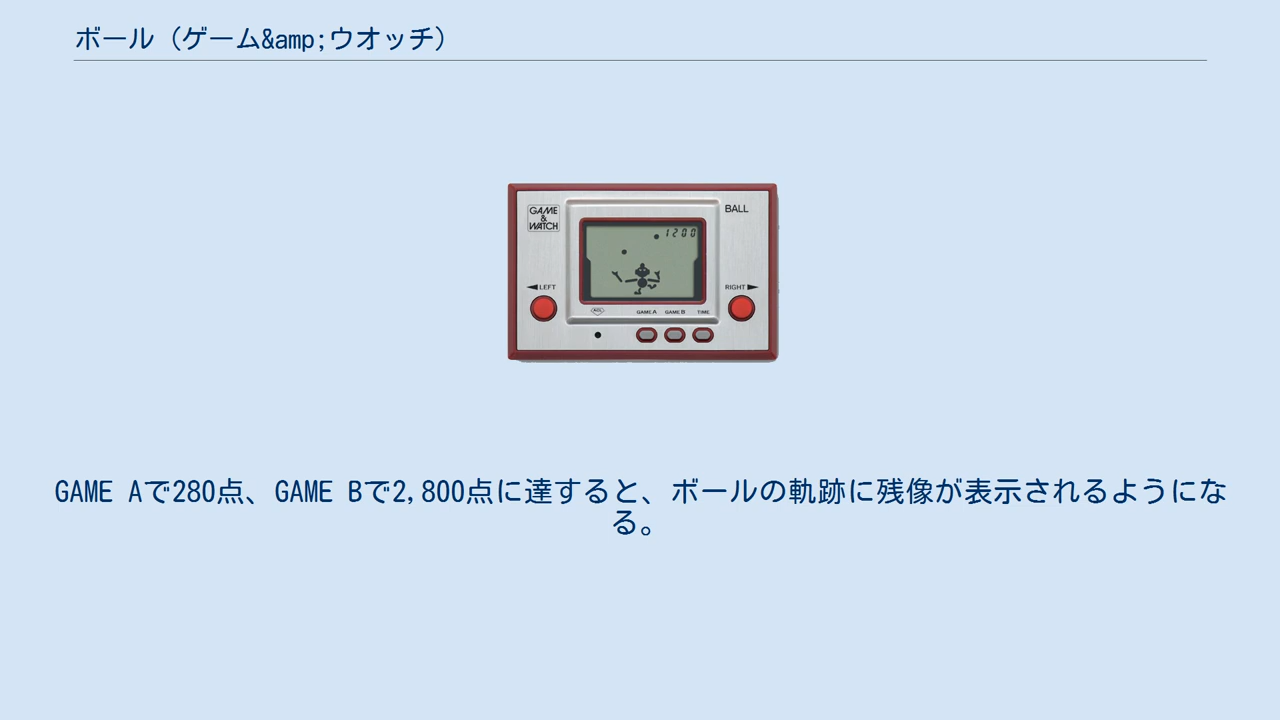 ボール（ゲーム&amp;ウオッチ）
GAME & WATCH
BALL
1200
◄LEFT
RIGHT►
ACL
GAME A GAME B TIME
GAME Aで280点、GAME Bで2,800点に達すると、ボールの軌跡に残像が表示されるようにな
る。